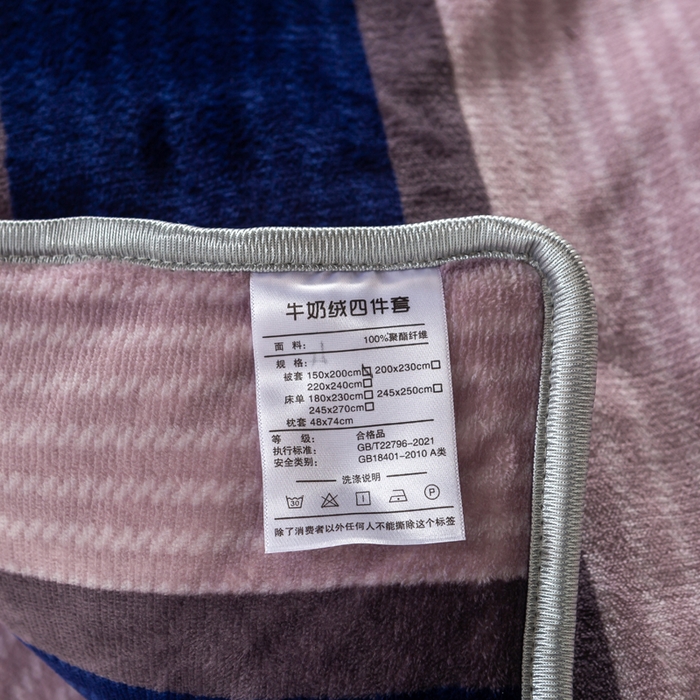 牛奶绒四件套
面 料: 100%聚酯纤维
规 格:
被套 150x200cm☑ 200x230cm□
220x240cm□
床单 180x230cm□ 245x250cm□
245x270cm□
枕套 48x74cm
等 级: 合格品
执行标准: GB/T22796-2021
安全类别: GB18401-2010 A类
洗涤说明
30 P
除了消费者以外任何人不能撕除这个标签